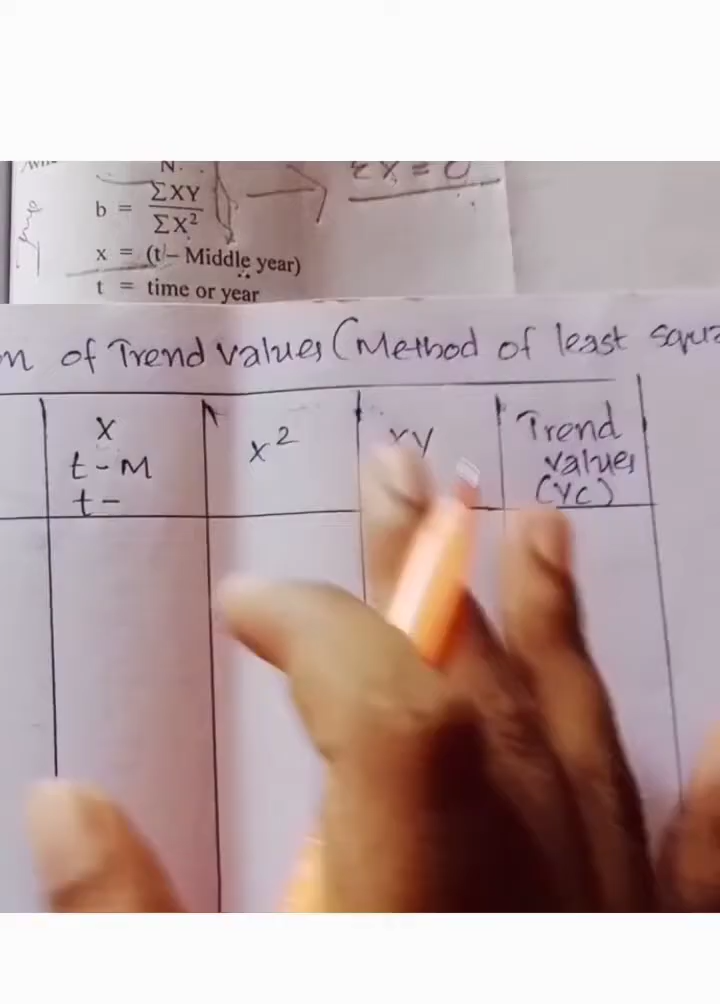 N
ΣX = 0
b = ΣXY / ΣX²
x = (t – Middle year)
t = time or year
of Trend values (Method of least
X
t - M
t -
x²
xy
Trend
values
(YC)